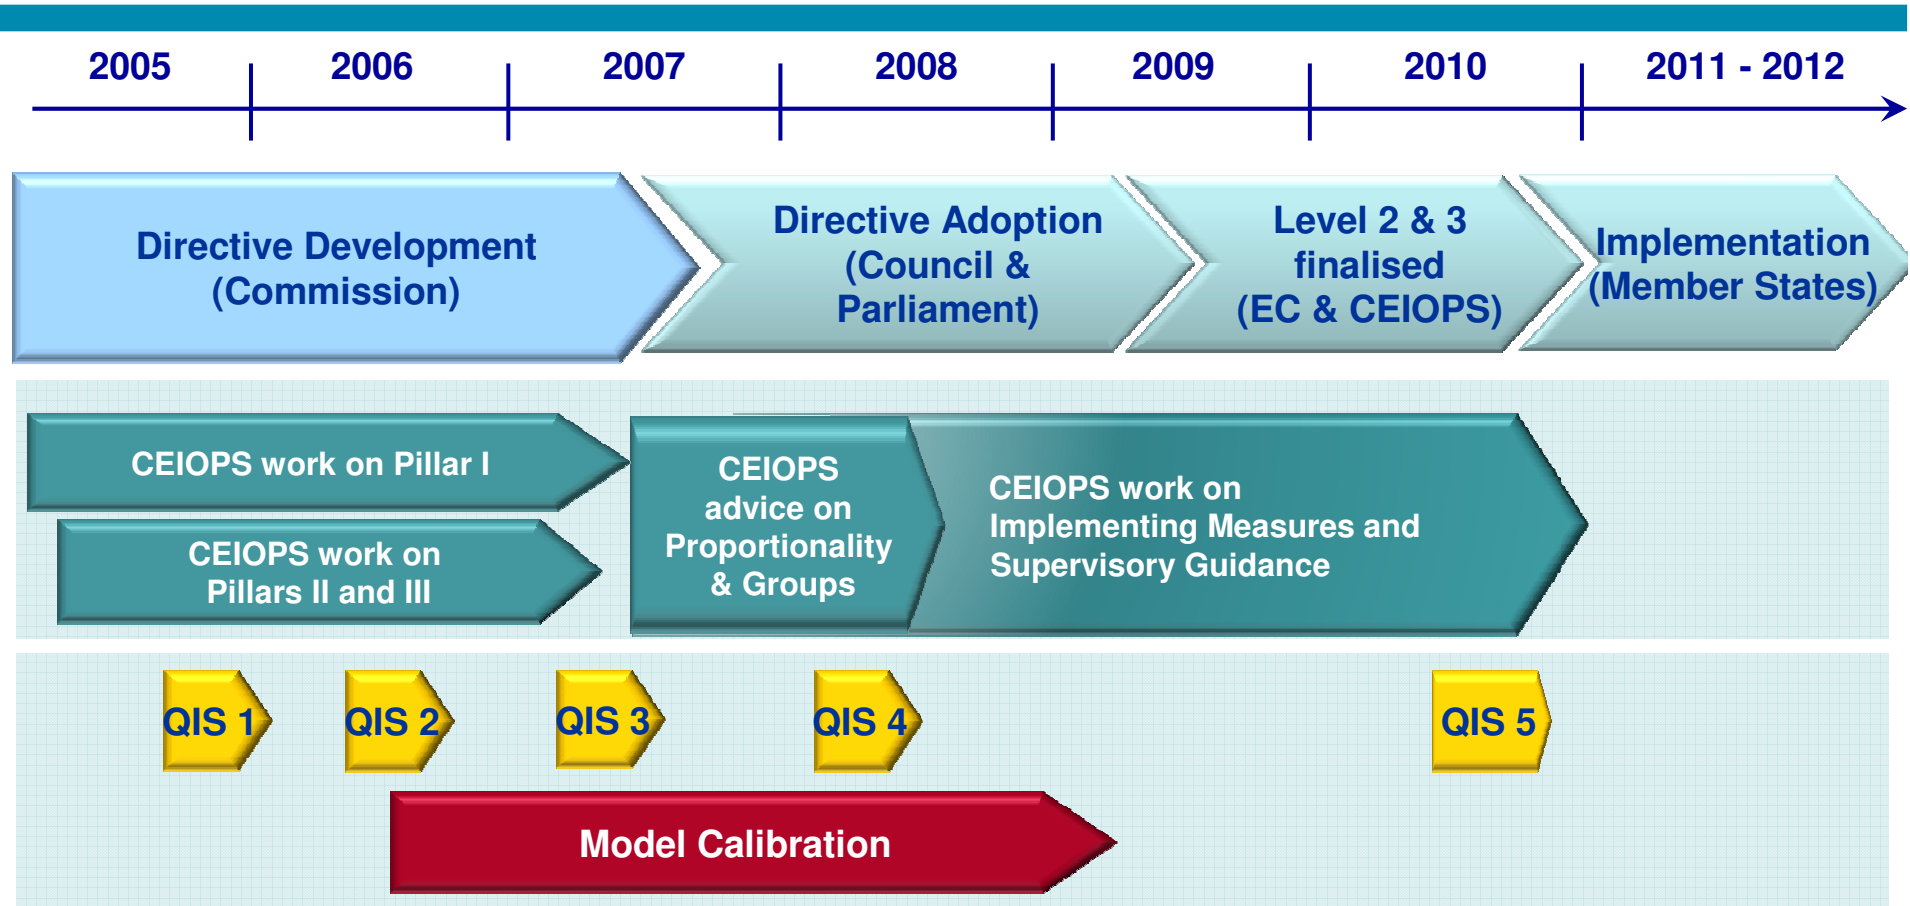 2005 2006 2007 2008 2009 2010 2011 - 2012
Directive Development
(Commission)
Directive Adoption
(Council &
Parliament)
Level 2 & 3
finalised
(EC & CEIOPS)
Implementation
(Member States)
CEIOPS work on Pillar I
CEIOPS work on
Pillars II and III
CEIOPS
advice on
Proportionality
& Groups
CEIOPS work on
Implementing Measures and
Supervisory Guidance
QIS 1 QIS 2 QIS 3 QIS 4 QIS 5
Model Calibration